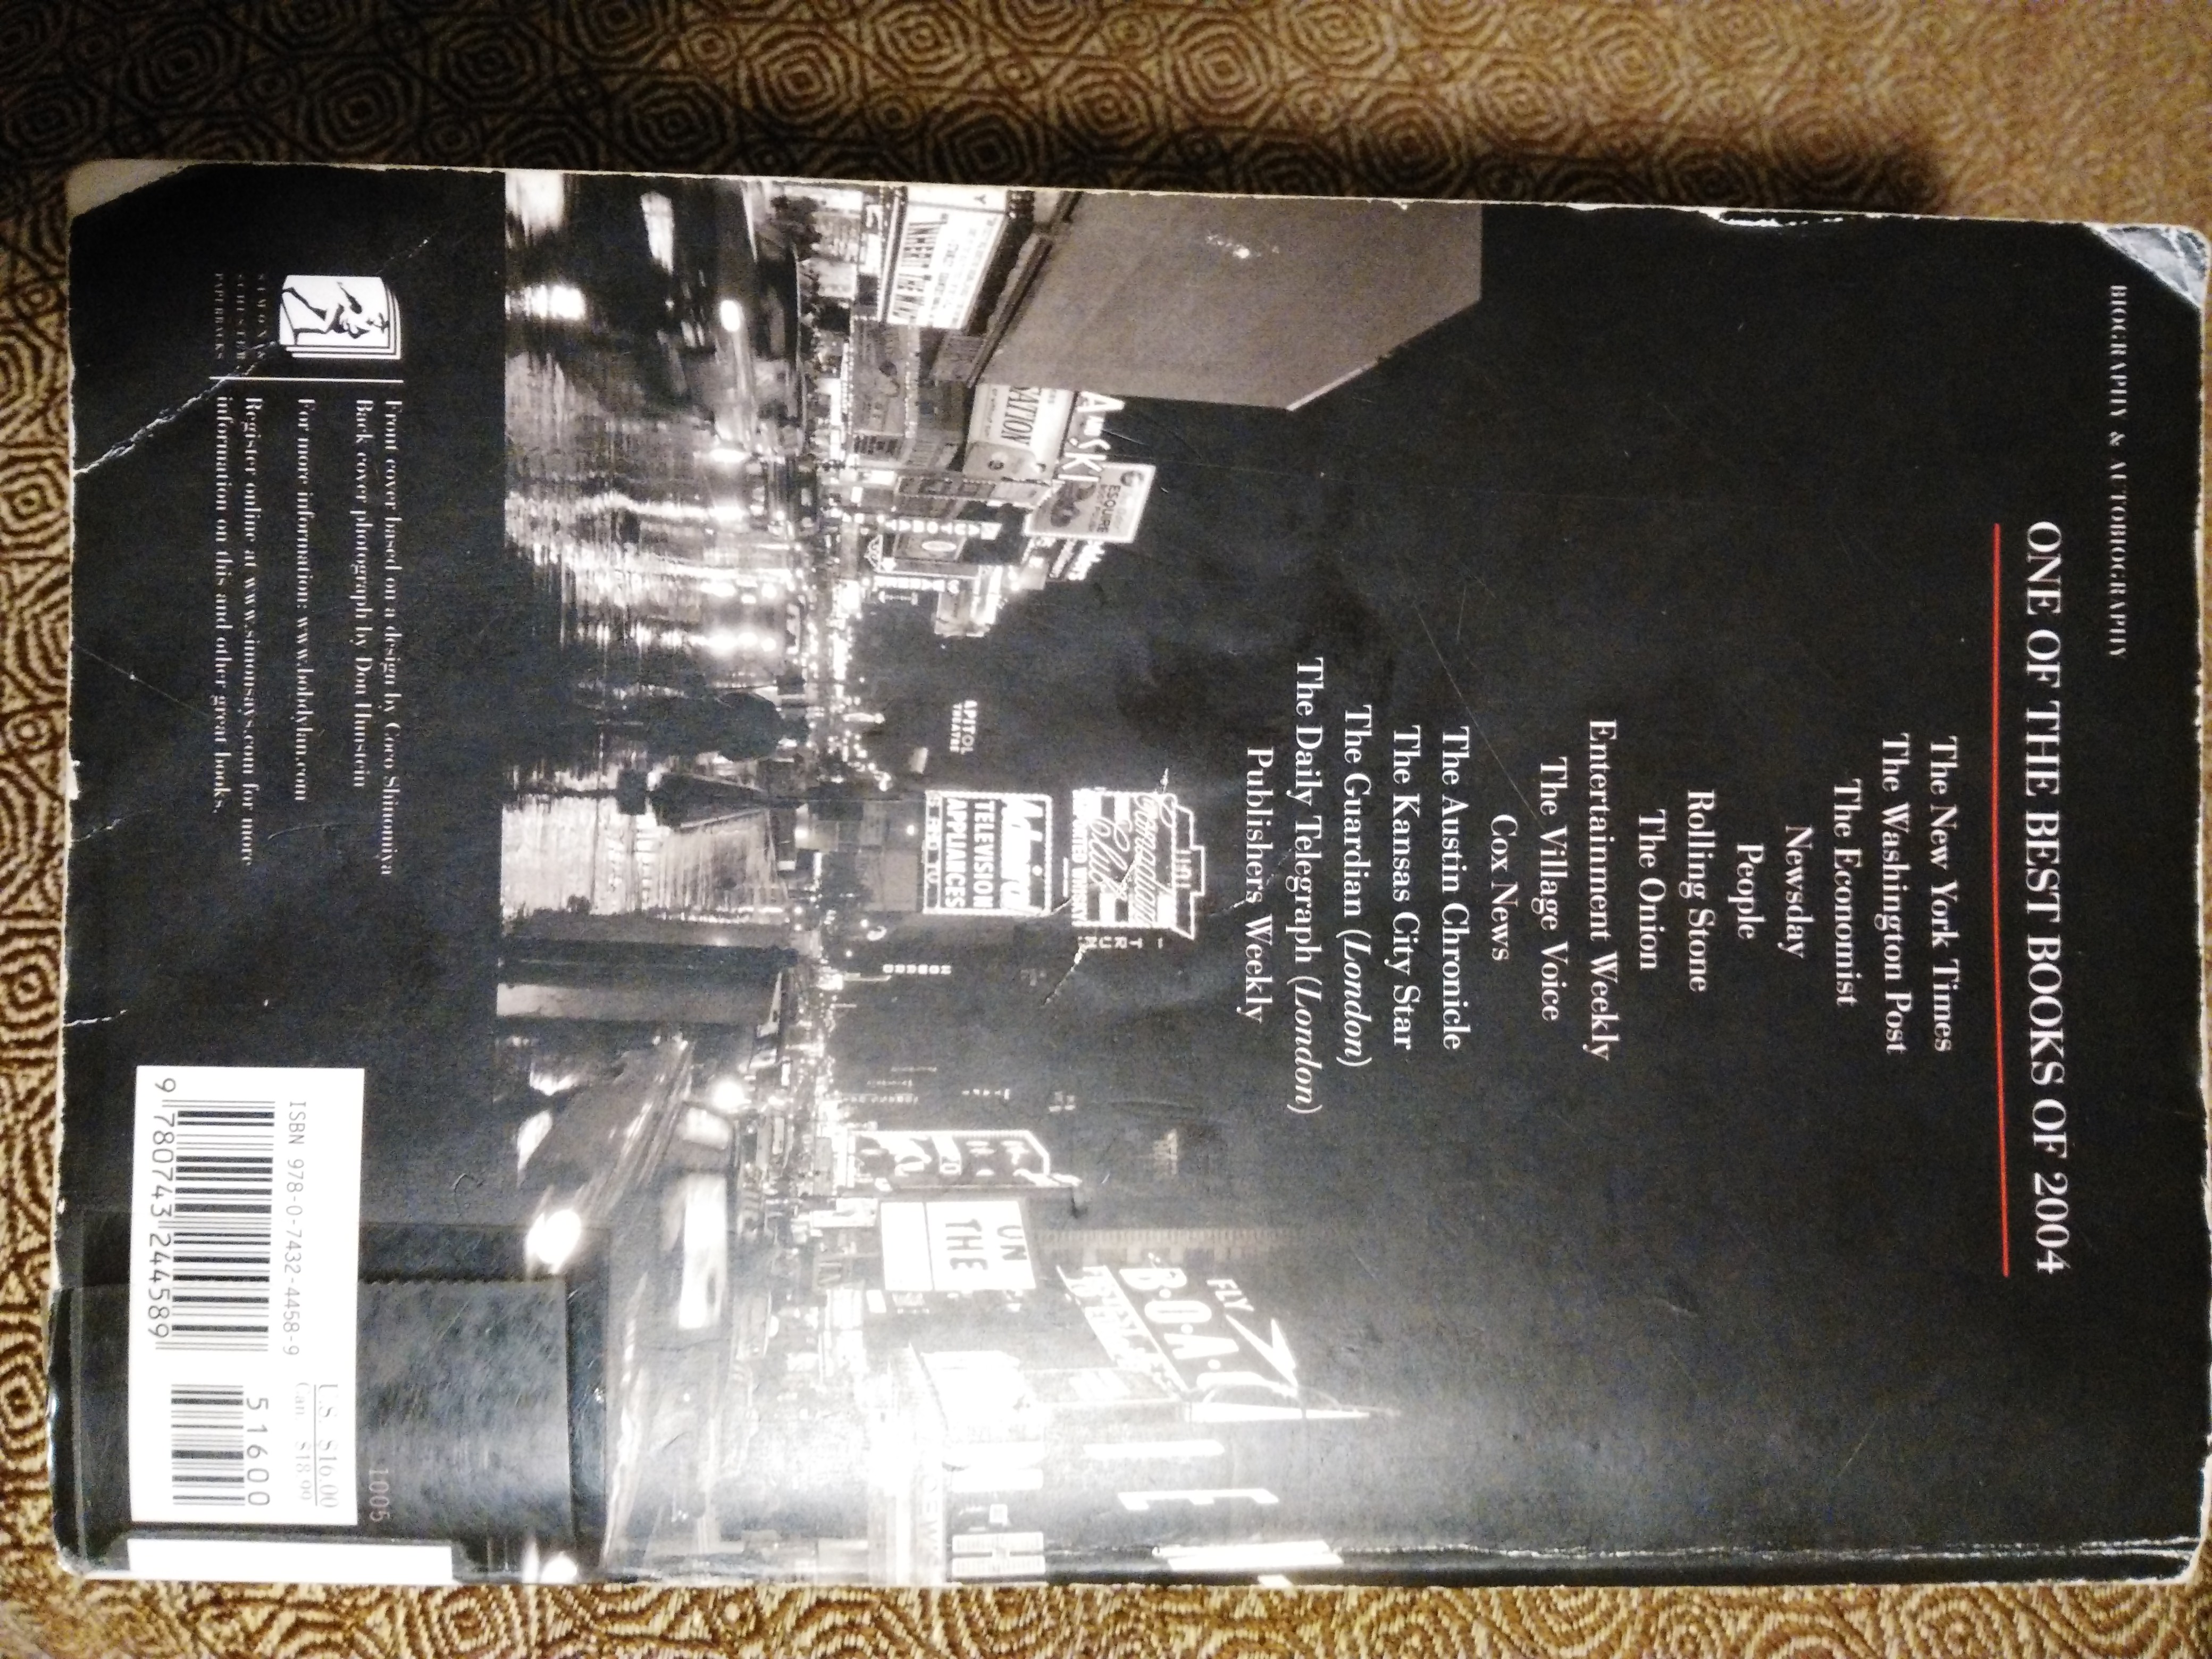 BIOGRAPHY & AUTOBIOGRAPHY
ONE OF THE BEST BOOKS OF 2004
The New York Times
The Washington Post
The Economist
Newsday
People
Rolling Stone
The Onion
Entertainment Weekly
The Village Voice
Cox News
The Austin Chronicle
The Kansas City Star
The Guardian (London)
The Daily Telegraph (London)
Publishers Weekly
FLY
B·O·A·C
ESQUIRE
Canadian
Club
Admiral
TELEVISION
APPLIANCES
UN
THE
SIMON &
SCHUSTER
PAPERBACKS
Front cover based on a design by Coco Shinomiya
Back cover photograph by Don Hunstein
For more information: www.bobdylan.com
Register online at www.simonsays.com for more
information on this and other great books.
1005
ISBN 978-0-7432-4458-9
9 780743 244589
U.S. $16.00
Can. $18.99
51600